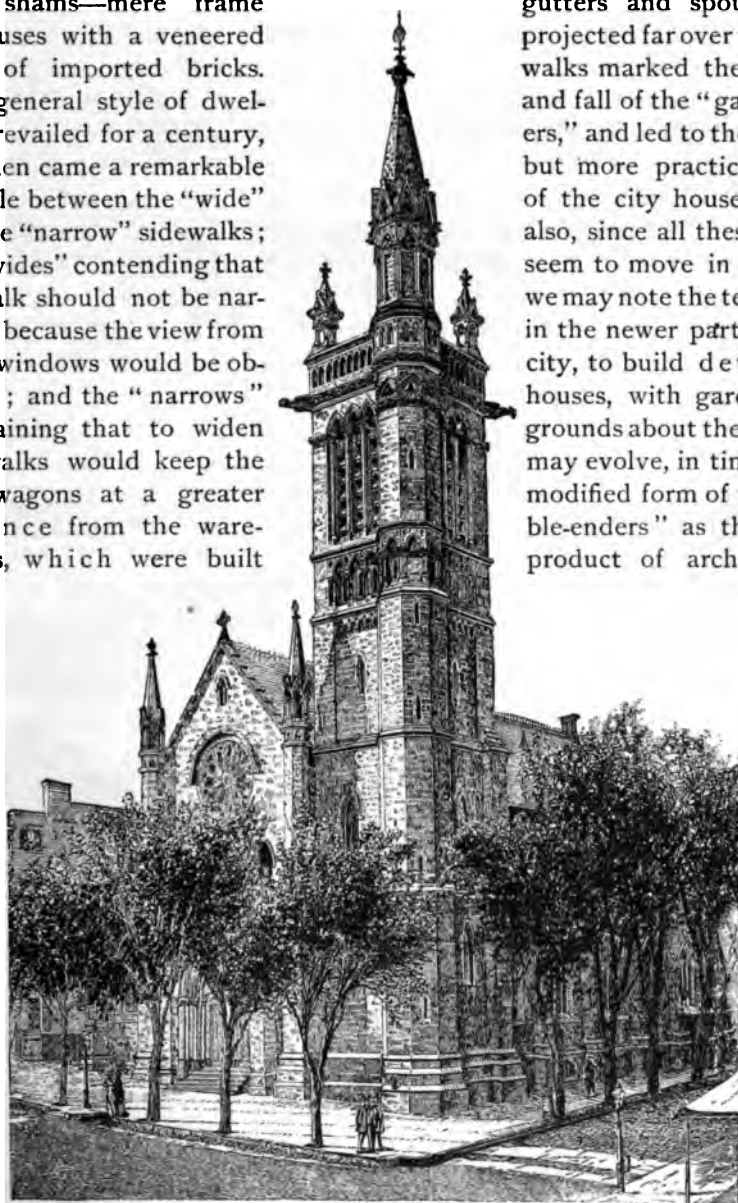 shams—mere frame
uses with a veneered
of imported bricks.
general style of dwel-
revailed for a century,
en came a remarkable
le between the “wide”
e “narrow” sidewalks;
vides” contending that
alk should not be nar-
because the view from
windows would be ob-
; and the “narrows”
aining that to widen
alks would keep the
wagons at a greater
nce from the ware-
s, which were built
gutters and spou
projected far over
walks marked the
and fall of the “ga
ers,” and led to the
but more practic
of the city house
also, since all thes
seem to move in
we may note the te
in the newer part
city, to build de
houses, with gard
grounds about the
may evolve, in tim
modified form of
ble-enders” as th
product of arch